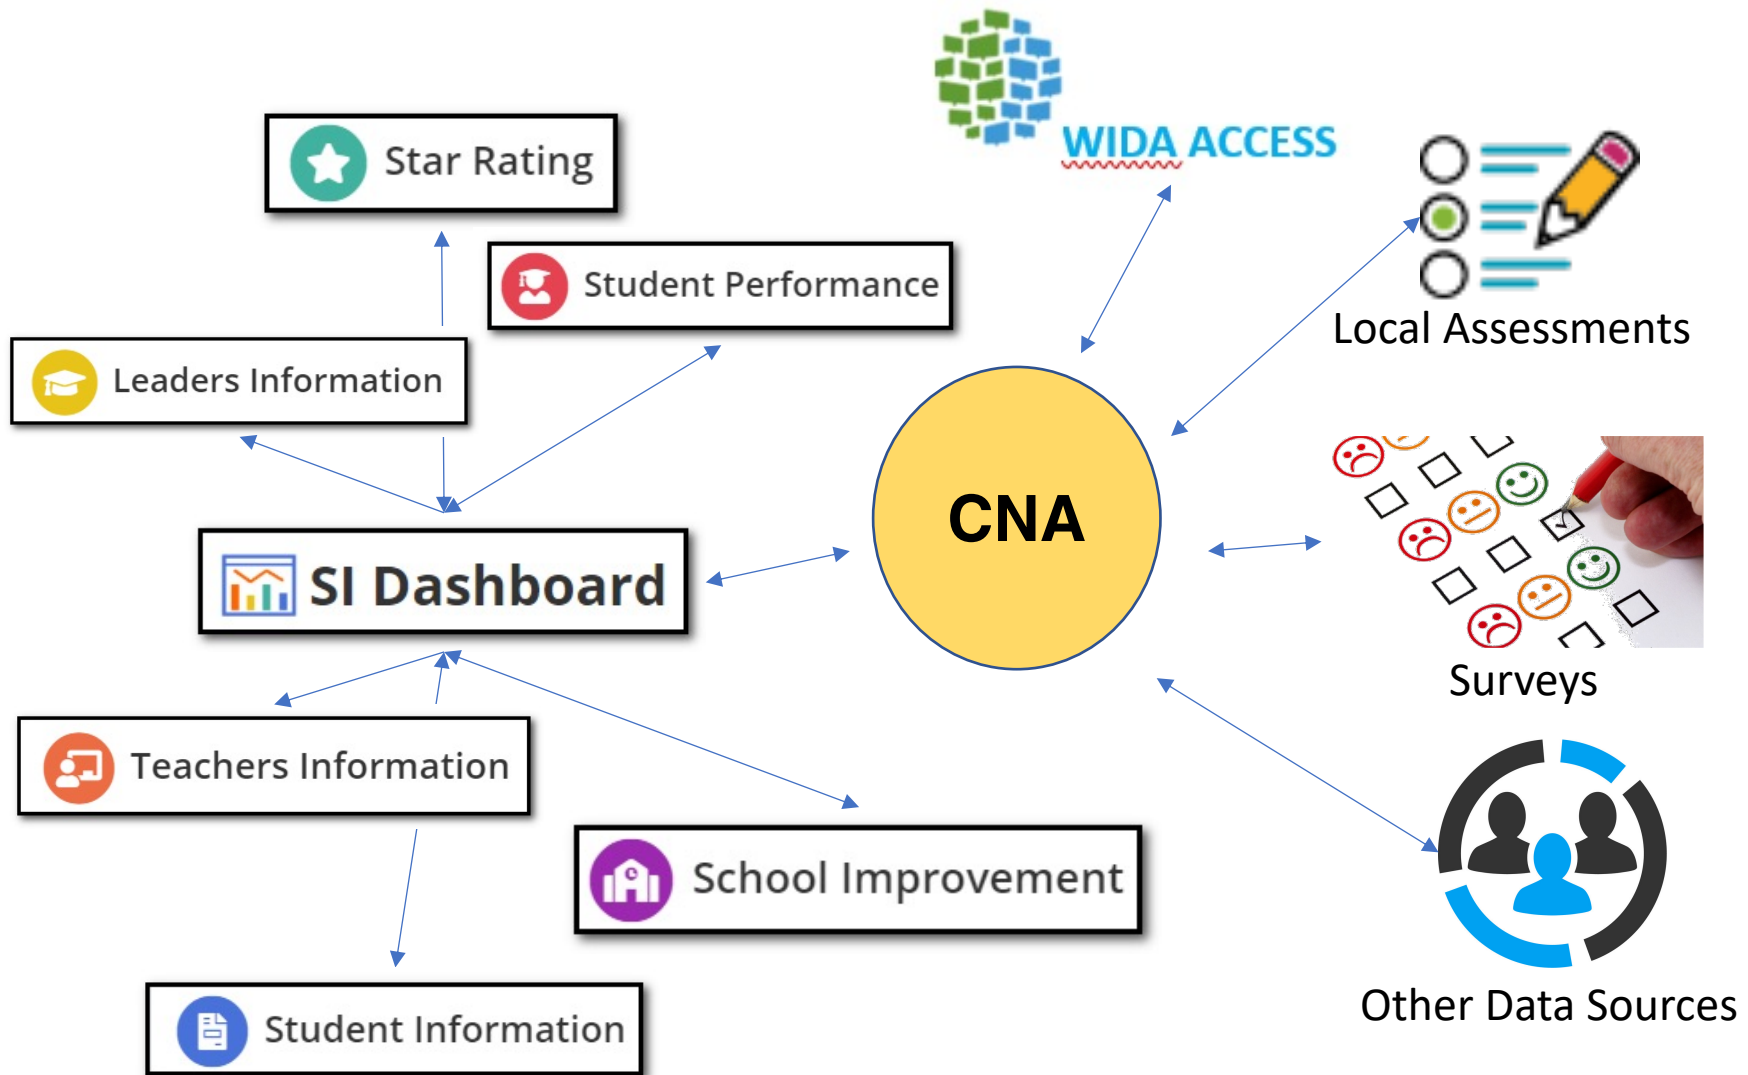 WIDA ACCESS
Star Rating
Student Performance
Local Assessments
Leaders Information
CNA
SI Dashboard
Surveys
Teachers Information
School Improvement
Other Data Sources
Student Information